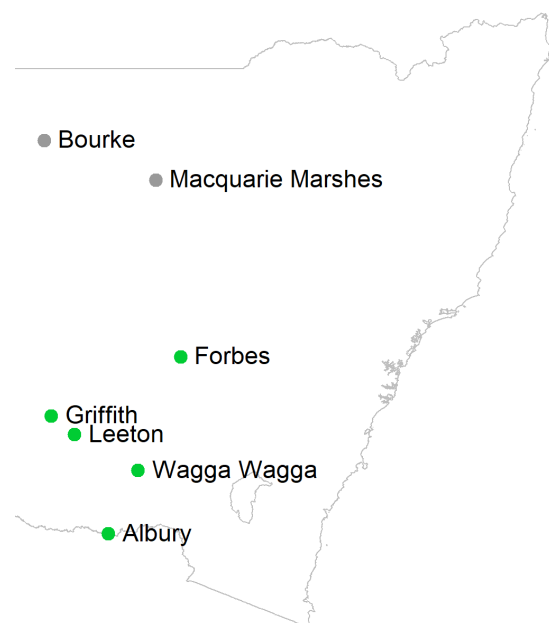 Bourke
Macquarie Marshes
Forbes
Griffith
Leeton
Wagga Wagga
Albury